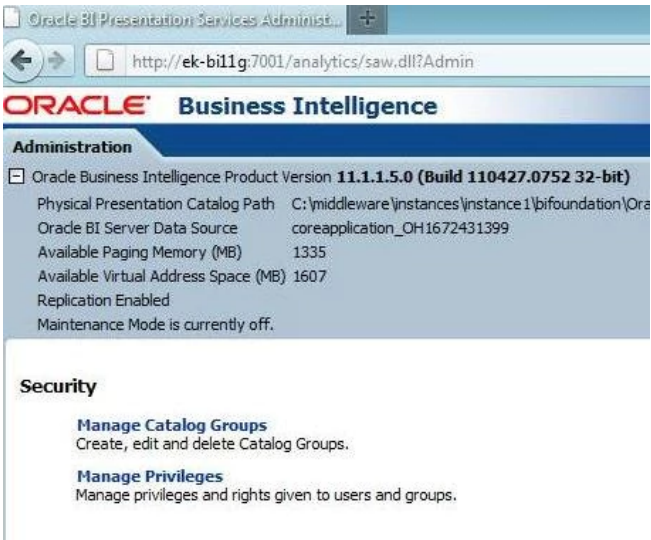 Oracle BI Presentation Services Administ...
http://ek-bi11g:7001/analytics/saw.dll?Admin
ORACLE Business Intelligence
Administration
Oracle Business Intelligence Product Version 11.1.1.5.0 (Build 110427.0752 32-bit)
Physical Presentation Catalog Path C:\middleware\instances\instance1\bifoundation\Ora
Oracle BI Server Data Source coreapplication_OH1672431399
Available Paging Memory (MB) 1335
Available Virtual Address Space (MB) 1607
Replication Enabled
Maintenance Mode is currently off.
Security
Manage Catalog Groups
Create, edit and delete Catalog Groups.
Manage Privileges
Manage privileges and rights given to users and groups.